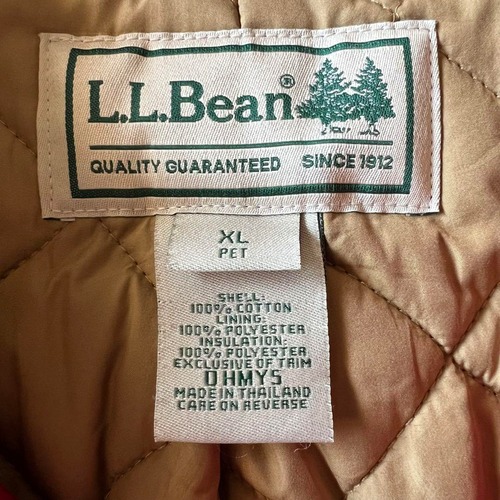 L.L.Bean®
QUALITY GUARANTEED SINCE 1912
XL
PET
SHELL:
100% COTTON
LINING:
100% POLYESTER
INSULATION:
100% POLYESTER
EXCLUSIVE OF TRIM
0HMY5
MADE IN THAILAND
CARE ON REVERSE